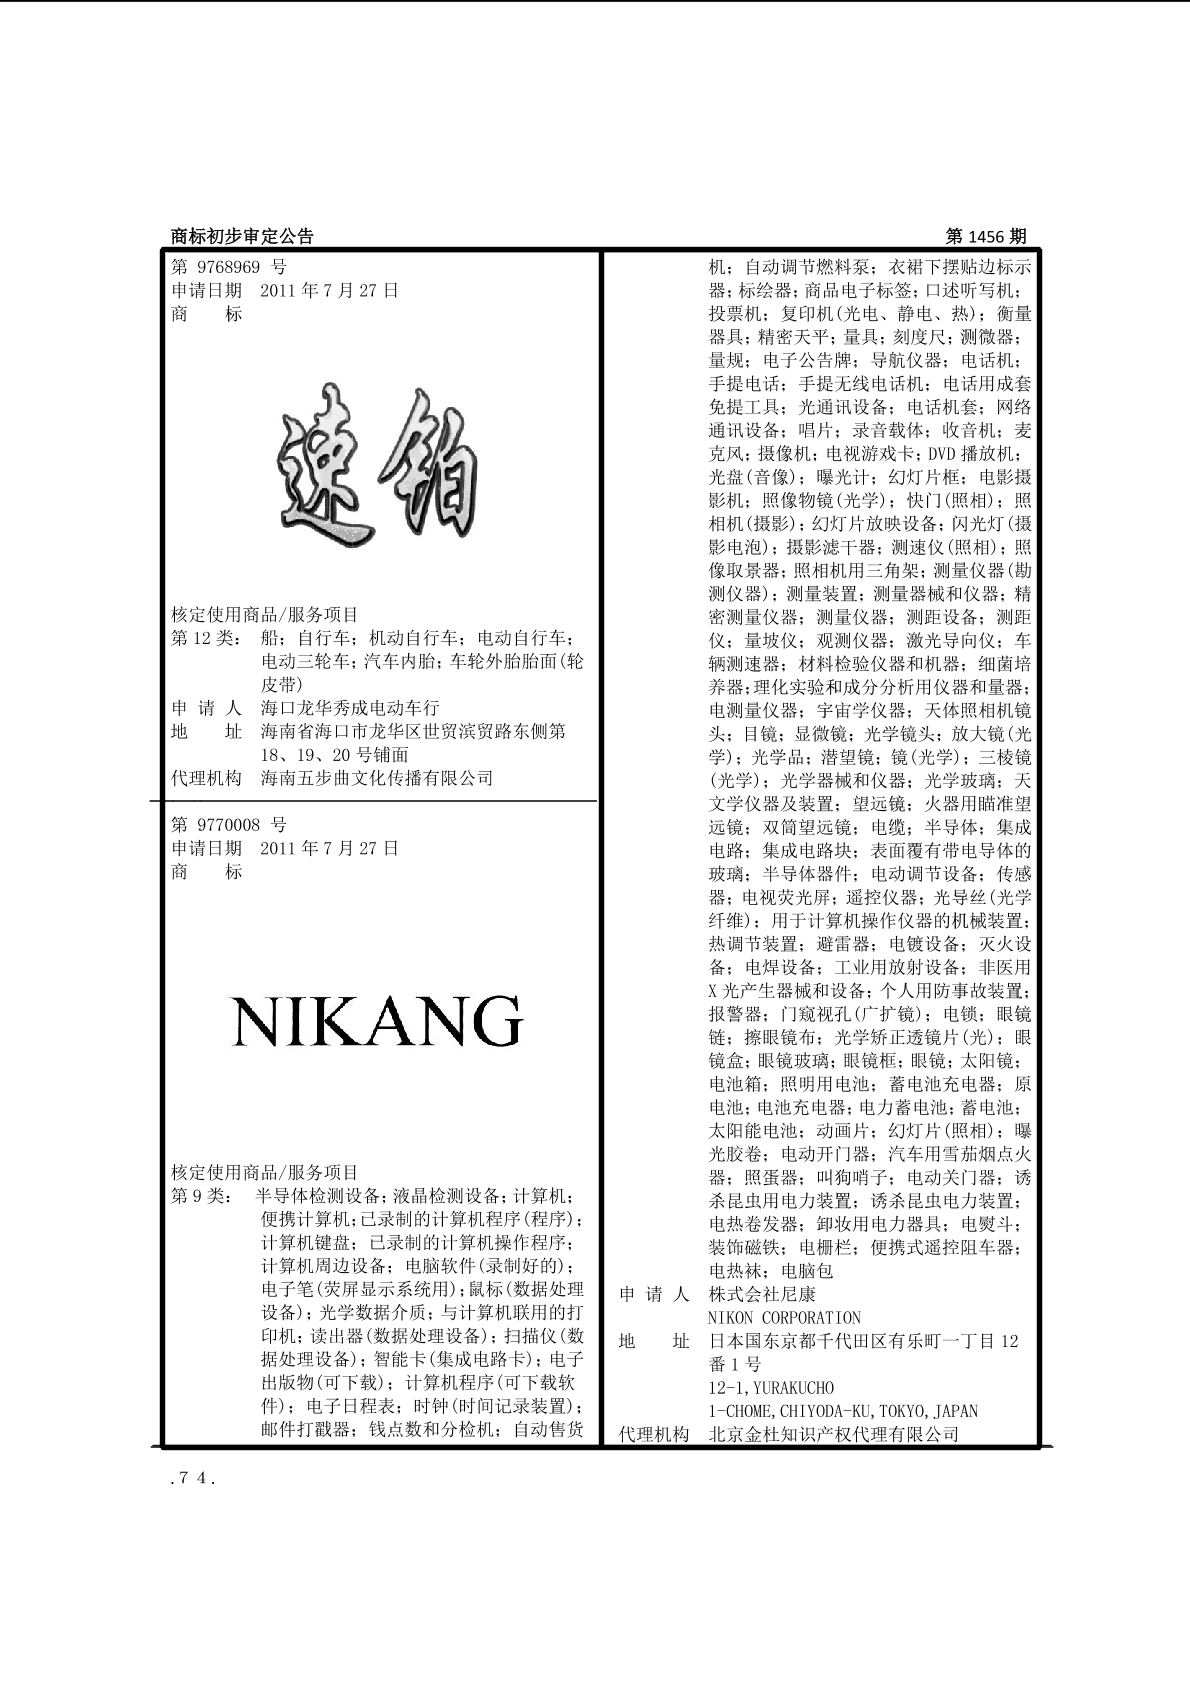 商标初步审定公告
第 1456 期
第 9768969 号
申请日期 2011 年 7 月 27 日
商 标
速铂
核定使用商品/服务项目
第 12 类: 船; 自行车; 机动自行车; 电动自行车;
电动三轮车; 汽车内胎; 车轮外胎胎面(轮
皮带)
申 请 人 海口龙华秀成电动车行
地 址 海南省海口市龙华区世贸滨贸路东侧第
18、19、20 号铺面
代理机构 海南五步曲文化传播有限公司
第 9770008 号
申请日期 2011 年 7 月 27 日
商 标
NIKANG
核定使用商品/服务项目
第 9 类: 半导体检测设备; 液晶检测设备; 计算机;
便携计算机; 已录制的计算机程序(程序);
计算机键盘; 已录制的计算机操作程序;
计算机周边设备; 电脑软件(录制好的);
电子笔(荧屏显示系统用); 鼠标(数据处理
设备); 光学数据介质; 与计算机联用的打
印机; 读出器(数据处理设备); 扫描仪(数
据处理设备); 智能卡(集成电路卡); 电子
出版物(可下载); 计算机程序(可下载软
件); 电子日程表; 时钟(时间记录装置);
邮件打戳器; 钱点数和分检机; 自动售货
机; 自动调节燃料泵; 衣裙下摆贴边标示
器; 标绘器; 商品电子标签; 口述听写机;
投票机; 复印机(光电、静电、热); 衡量
器具; 精密天平; 量具; 刻度尺; 测微器;
量规; 电子公告牌; 导航仪器; 电话机;
手提电话; 手提无线电话机; 电话用成套
免提工具; 光通讯设备; 电话机套; 网络
通讯设备; 唱片; 录音载体; 收音机; 麦
克风; 摄像机; 电视游戏卡; DVD 播放机;
光盘(音像); 曝光计; 幻灯片框; 电影摄
影机; 照像物镜(光学); 快门(照相); 照
相机(摄影); 幻灯片放映设备; 闪光灯(摄
影电泡); 摄影滤干器; 测速仪(照相); 照
像取景器; 照相机用三角架; 测量仪器(勘
测仪器); 测量装置; 测量器械和仪器; 精
密测量仪器; 测量仪器; 测距设备; 测距
仪; 量坡仪; 观测仪器; 激光导向仪; 车
辆测速器; 材料检验仪器和机器; 细菌培
养器; 理化实验和成分分析用仪器和量器;
电测量仪器; 宇宙学仪器; 天体照相机镜
头; 目镜; 显微镜; 光学镜头; 放大镜(光
学); 光学品; 潜望镜; 镜(光学); 三棱镜
(光学); 光学器械和仪器; 光学玻璃; 天
文学仪器及装置; 望远镜; 火器用瞄准望
远镜; 双筒望远镜; 电缆; 半导体; 集成
电路; 集成电路块; 表面覆有带电导体的
玻璃; 半导体器件; 电动调节设备; 传感
器; 电视荧光屏; 遥控仪器; 光导丝(光学
纤维); 用于计算机操作仪器的机械装置;
热调节装置; 避雷器; 电镀设备; 灭火设
备; 电焊设备; 工业用放射设备; 非医用
X 光产生器械和设备; 个人用防事故装置;
报警器; 门窥视孔(广扩镜); 电锁; 眼镜
链; 擦眼镜布; 光学矫正透镜片(光); 眼
镜盒; 眼镜玻璃; 眼镜框; 眼镜; 太阳镜;
电池箱; 照明用电池; 蓄电池充电器; 原
电池; 电池充电器; 电力蓄电池; 蓄电池;
太阳能电池; 动画片; 幻灯片(照相); 曝
光胶卷; 电动开门器; 汽车用雪茄烟点火
器; 照蛋器; 叫狗哨子; 电动关门器; 诱
杀昆虫用电力装置; 诱杀昆虫电力装置;
电热卷发器; 卸妆用电力器具; 电熨斗;
装饰磁铁; 电栅栏; 便携式遥控阻车器;
电热袜; 电脑包
申 请 人 株式会社尼康
NIKON CORPORATION
地 址 日本国东京都千代田区有乐町一丁目 12
番 1 号
12-1,YURAKUCHO
1-CHOME,CHIYODA-KU,TOKYO,JAPAN
代理机构 北京金杜知识产权代理有限公司
.74.